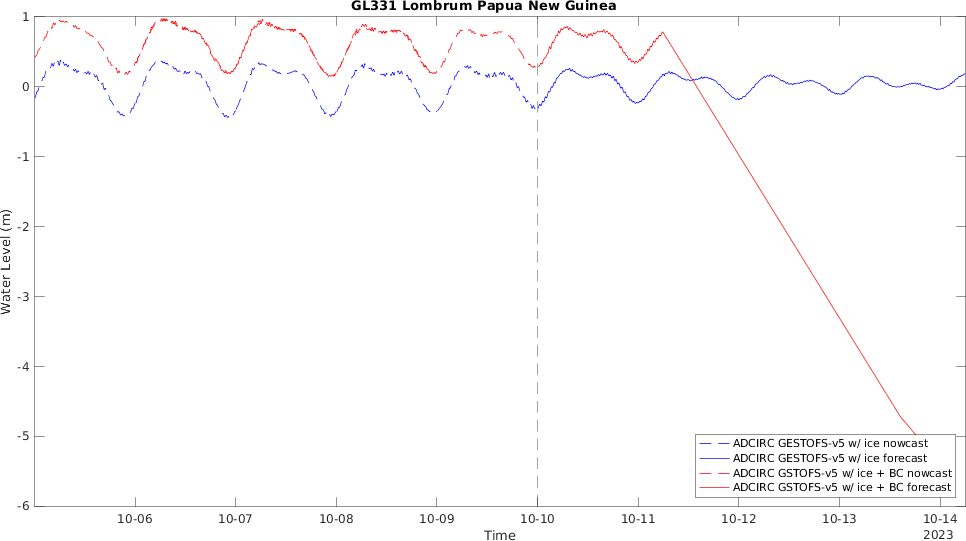 GL331 Lombrum Papua New Guinea
Water Level (m)
1
0
-1
-2
-3
-4
-5
-6
ADCIRC GESTOFS-v5 w/ ice nowcast
ADCIRC GESTOFS-v5 w/ ice forecast
ADCIRC GSTOFS-v5 w/ ice + BC nowcast
ADCIRC GSTOFS-v5 w/ ice + BC forecast
10-06 10-07 10-08 10-09 10-10 10-11 10-12 10-13 10-14
2023
Time